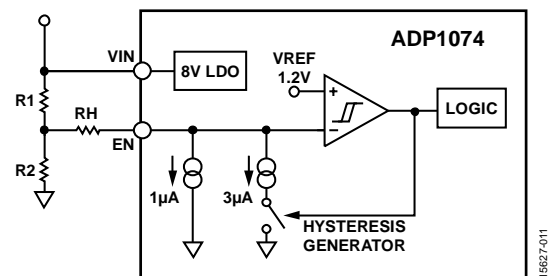 ADP1074
VIN
8V LDO
VREF
1.2V
+
−
LOGIC
R1
RH
EN
R2
1µA
3µA
HYSTERESIS
GENERATOR
15627-011